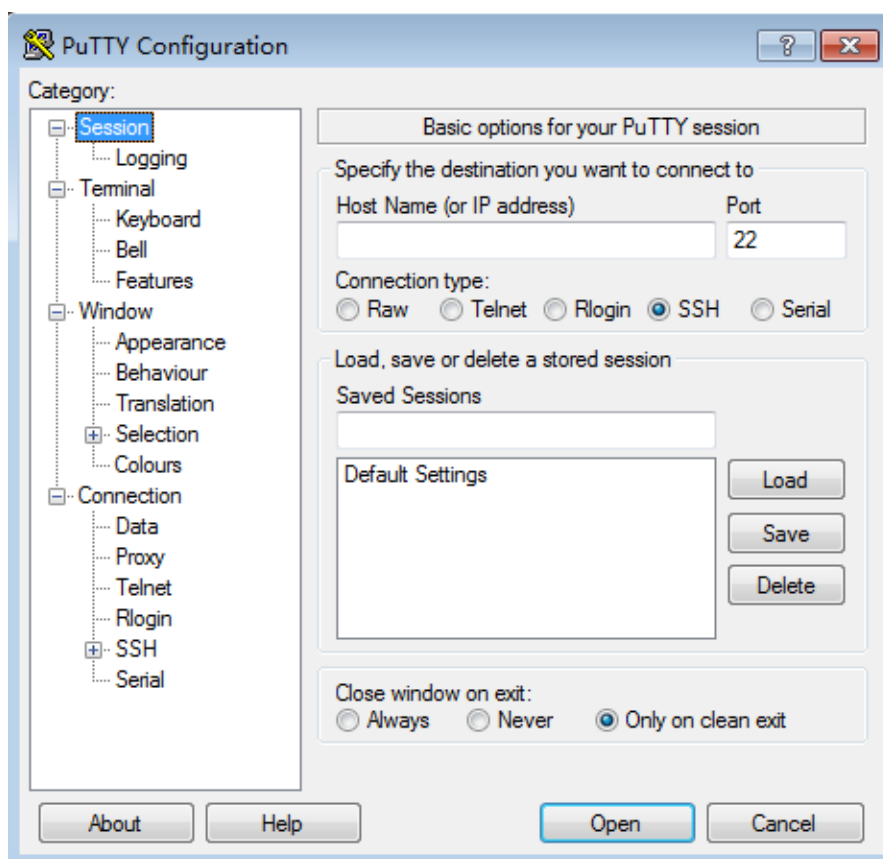 PuTTY Configuration
Category:
Session
Logging
Terminal
Keyboard
Bell
Features
Window
Appearance
Behaviour
Translation
Selection
Colours
Connection
Data
Proxy
Telnet
Rlogin
SSH
Serial
Basic options for your PuTTY session
Specify the destination you want to connect to
Host Name (or IP address) Port
22
Connection type:
Raw Telnet Rlogin SSH Serial
Load, save or delete a stored session
Saved Sessions
Default Settings
Load
Save
Delete
Close window on exit:
Always Never Only on clean exit
About Help Open Cancel